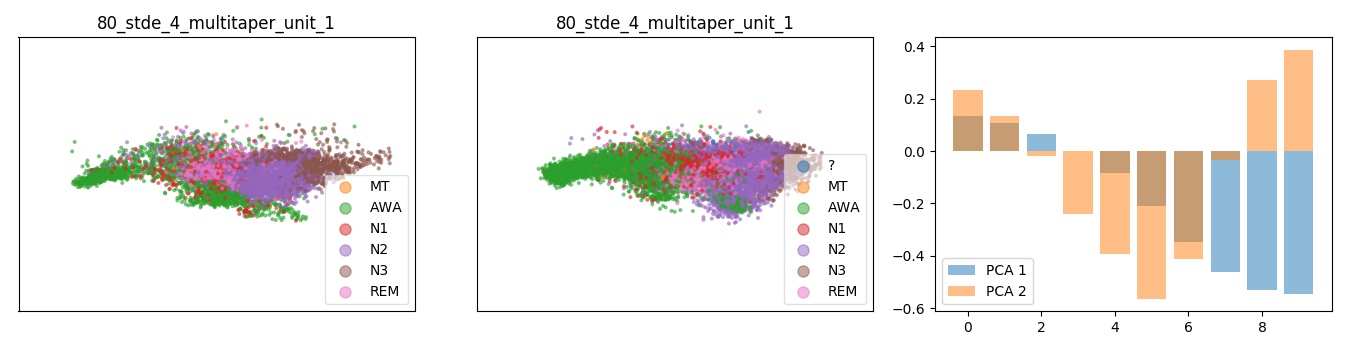 80_stde_4_multitaper_unit_1
MT
AWA
N1
N2
N3
REM
80_stde_4_multitaper_unit_1
?
MT
AWA
N1
N2
N3
REM
0.4
0.2
0.0
−0.2
−0.4
−0.6
PCA 1
PCA 2
0 2 4 6 8